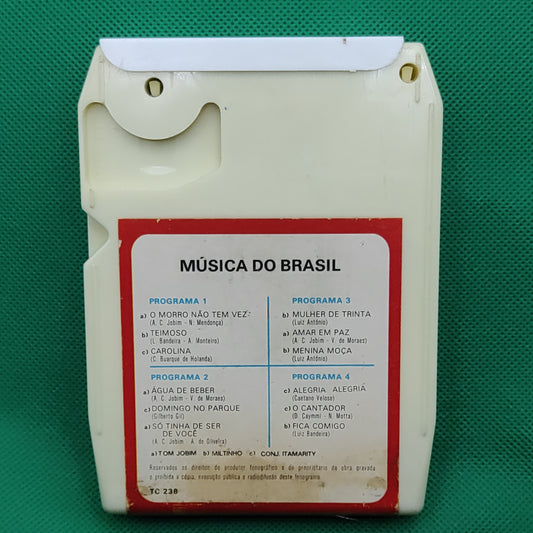 MÚSICA DO BRASIL
PROGRAMA 1
a) O MORRO NÃO TEM VEZ
(A. C. Jobim - N. Mendonça)
b) TEIMOSO
(L. Bandeira - A. Monteiro)
c) CAROLINA
(C. Buarque de Holanda)
PROGRAMA 2
a) ÁGUA DE BEBER
(A. C. Jobim - V. de Moraes)
c) DOMINGO NO PARQUE
(Gilberto Gil)
a) SÓ TINHA DE SER
DE VOCÊ
(A. C. Jobim - A. de Oliveira)
PROGRAMA 3
b) MULHER DE TRINTA
(Luiz Antônio)
a) AMAR EM PAZ
(A. C. Jobim - V. de Moraes)
b) MENINA MOÇA
(Luiz Antônio)
PROGRAMA 4
c) ALEGRIA ALEGRIA
(Caetano Veloso)
c) O CANTADOR
(D. Caymmi - N. Motta)
b) FICA COMIGO
(Luiz Bandeira)
a) TOM JOBIM b) MILTINHO c) CONJ. ITAMARITY
Reservados os direitos do produtor fonográfico e do proprietário da obra gravada
e proibida a cópia, execução pública e radiodifusão deste fonograma
TC 238